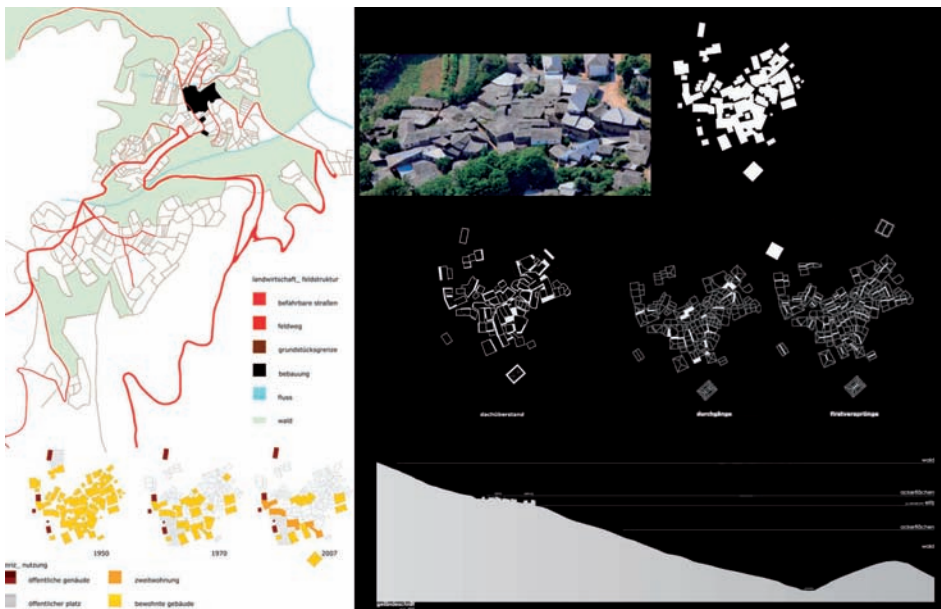 landwirtschaft_ feldstruktur
befahrbare straßen
feldweg
grundstücksgrenze
bebauung
fluss
wald
1950
1970
2007
nutzung
öffentliche gebäude
zweitwohnung
öffentlicher platz
bewohnte gebäude
dachüberstand
durchgänge
firstversprünge
wald
ackerflächen
ackerflächen
wald